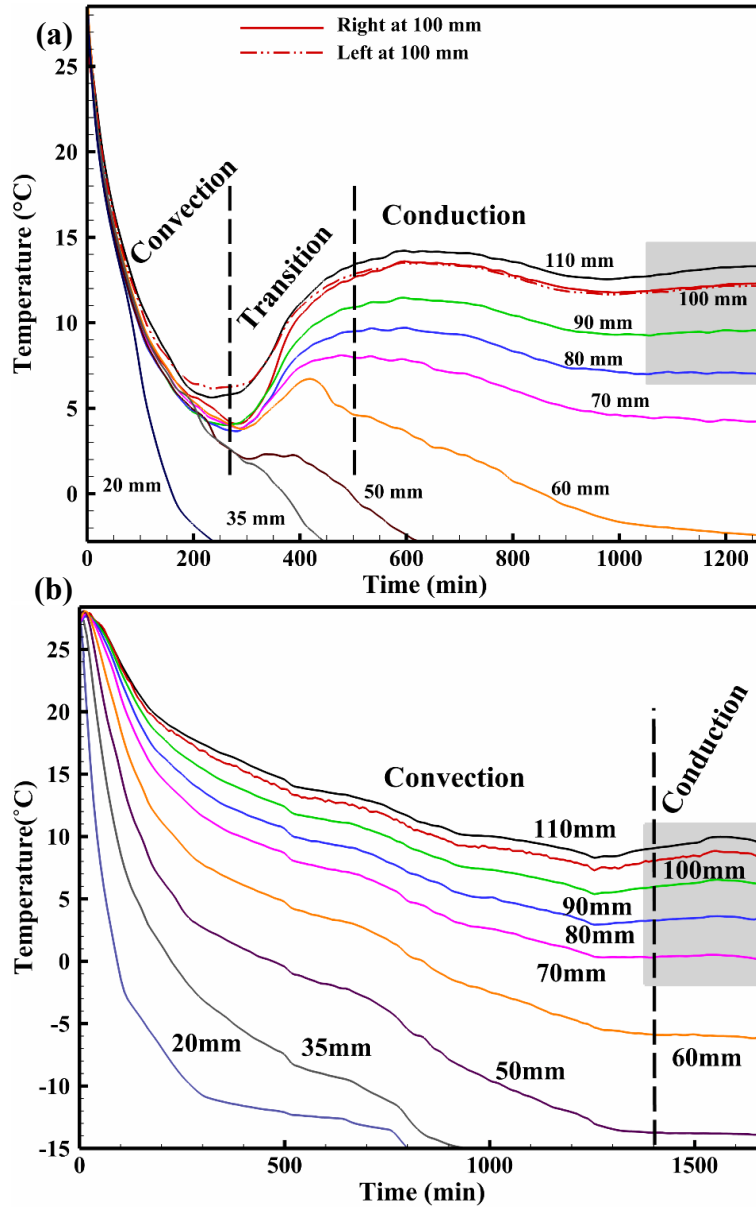 (a)
Right at 100 mm
Left at 100 mm
25
20
15
10
5
0
Temperature (°C)
Convection
Transition
Conduction
110 mm
100 mm
90 mm
80 mm
70 mm
60 mm
50 mm
35 mm
20 mm
0 200 400 600 800 1000 1200
Time (min)
(b)
25
20
15
10
5
0
-5
-10
-15
Temperature(°C)
Convection
Conduction
110mm
100mm
90mm
80mm
70mm
60mm
50mm
35mm
20mm
0 500 1000 1500
Time (min)